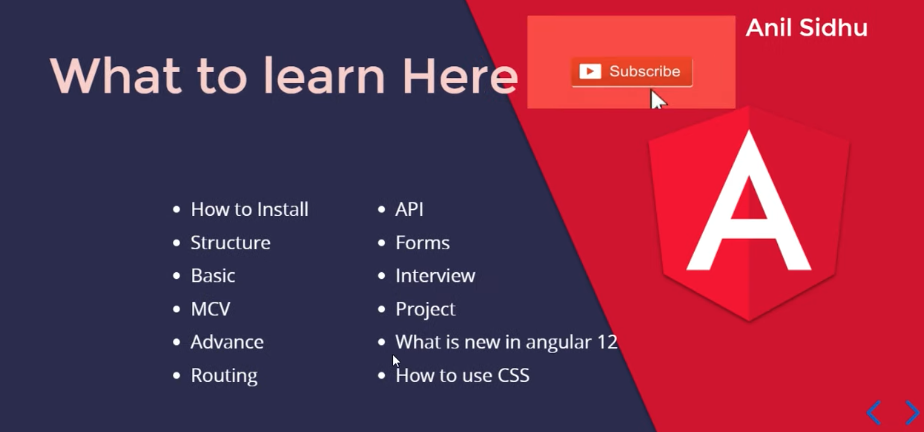 Anil Sidhu
What to learn Here
Subscribe
How to Install
Structure
Basic
MCV
Advance
Routing
API
Forms
Interview
Project
What is new in angular 12
How to use CSS
A